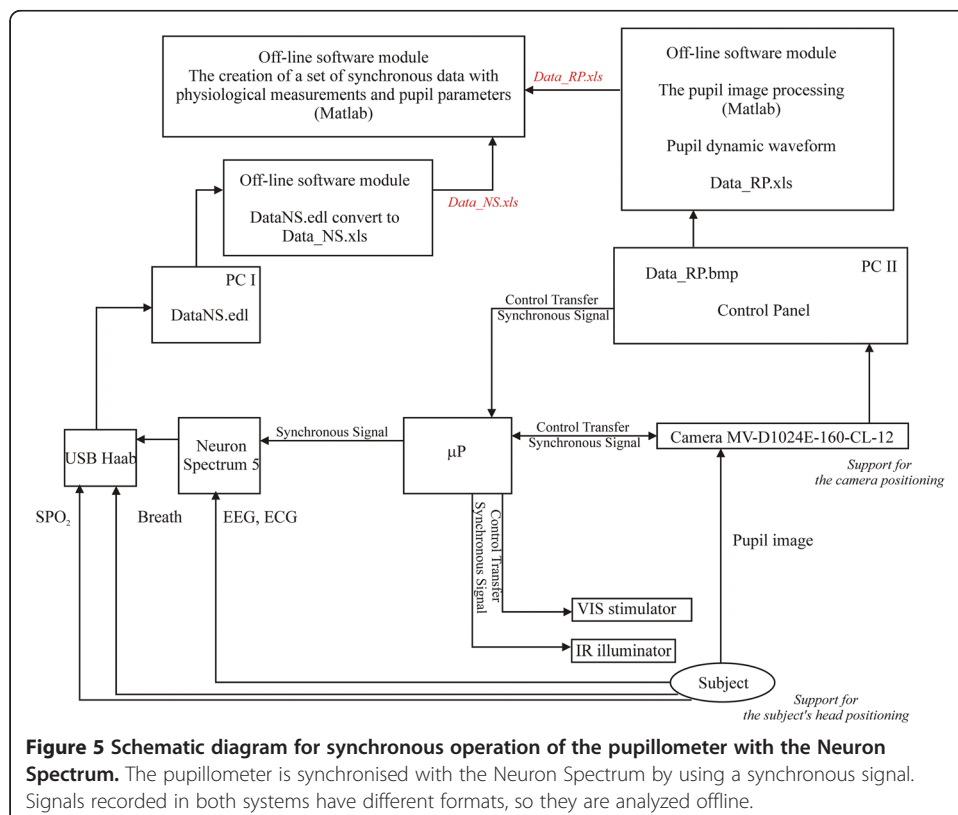 Off-line software module
The creation of a set of synchronous data with
physiological measurements and pupil parameters
(Matlab)
Data_RP.xls
Off-line software module
The pupil image processing
(Matlab)
Pupil dynamic waveform
Data_RP.xls
Off-line software module
DataNS.edl convert to
Data_NS.xls
Data_NS.xls
PC I
DataNS.edl
Data_RP.bmp
PC II
Control Panel
Control Transfer
Synchronous Signal
USB Haab
Neuron
Spectrum 5
Synchronous Signal
μP
Control Transfer
Synchronous Signal
Camera MV-D1024E-160-CL-12
Support for
the camera positioning
SPO₂
Breath
EEG, ECG
Control Transfer
Synchronous Signal
Pupil image
VIS stimulator
IR illuminator
Subject
Support for
the subject's head positioning
Figure 5 Schematic diagram for synchronous operation of the pupillometer with the Neuron
Spectrum. The pupillometer is synchronised with the Neuron Spectrum by using a synchronous signal.
Signals recorded in both systems have different formats, so they are analyzed offline.